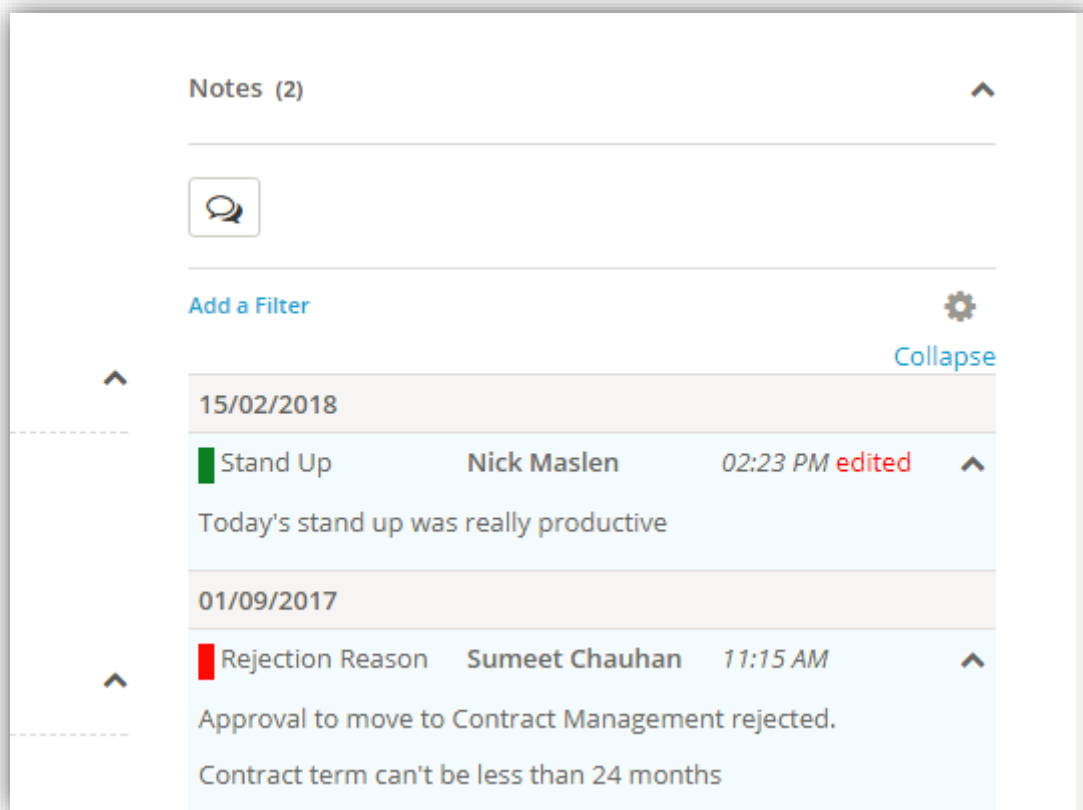 Notes (2)
Add a Filter
Collapse
15/02/2018
Stand Up Nick Maslen 02:23 PM edited
Today's stand up was really productive
01/09/2017
Rejection Reason Sumeet Chauhan 11:15 AM
Approval to move to Contract Management rejected.
Contract term can't be less than 24 months